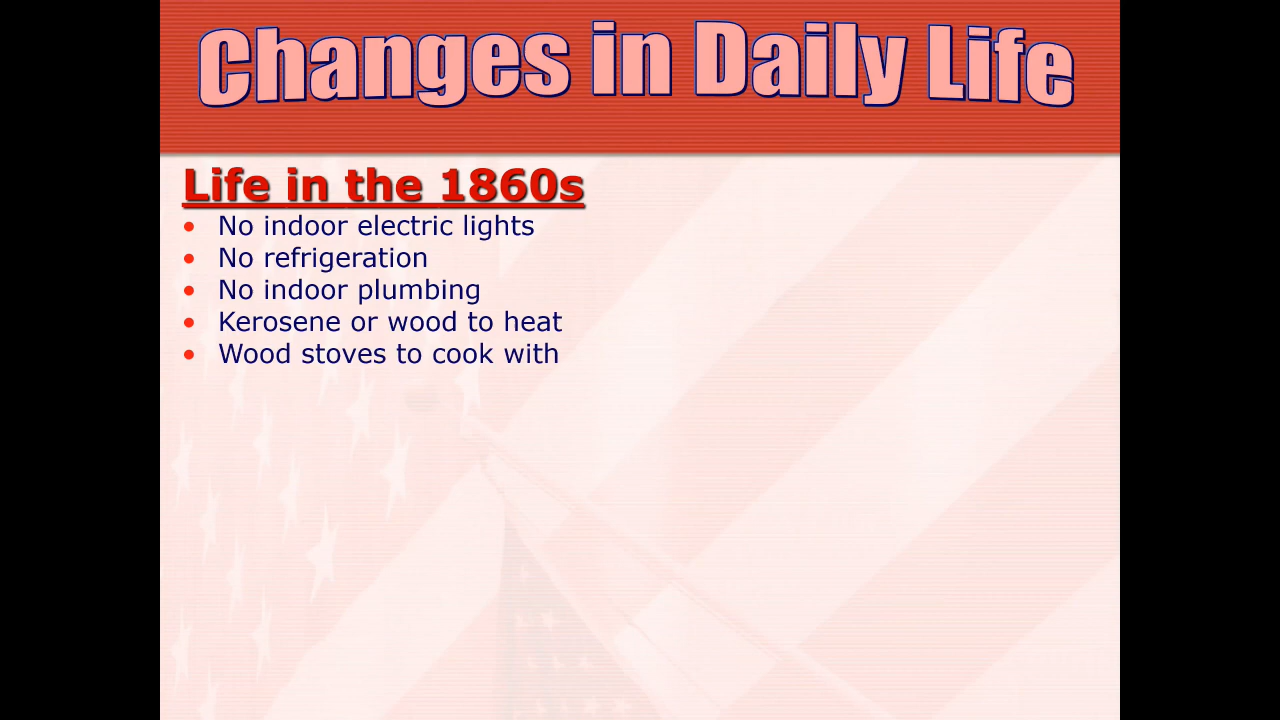 Changes in Daily Life
Life in the 1860s
• No indoor electric lights
• No refrigeration
• No indoor plumbing
• Kerosene or wood to heat
• Wood stoves to cook with